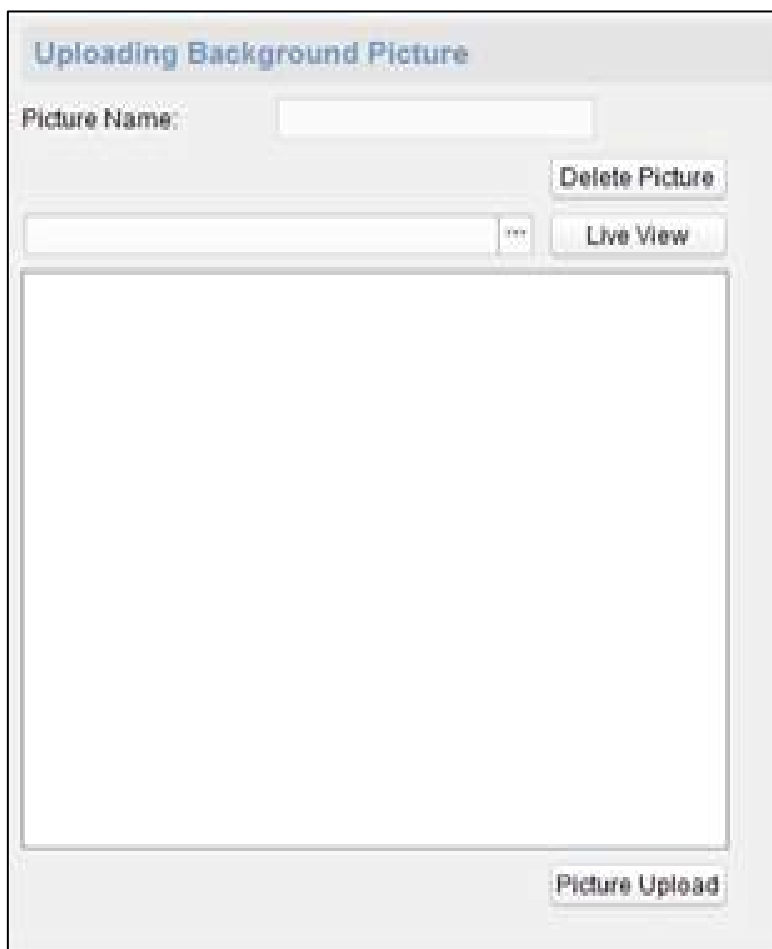 Uploading Background Picture
Picture Name:
Delete Picture
... Live View
Picture Upload